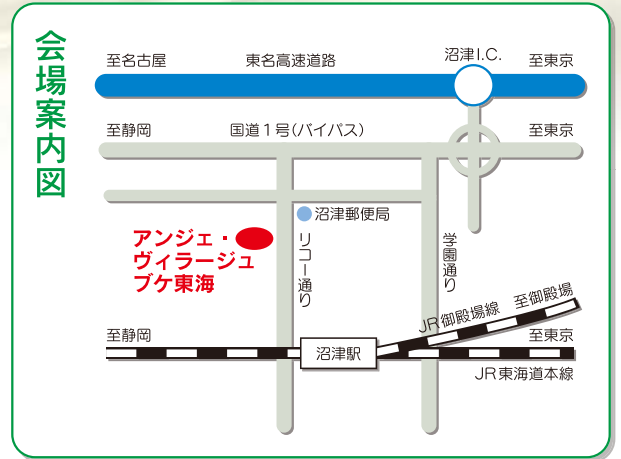 会場案内図
至名古屋
東名高速道路
沼津I.C.
至東京
至静岡
国道1号(バイパス)
至東京
沼津郵便局
アンジェ・
ヴィラージュ
ブケ東海
リコー通り
学園通り
JR御殿場線
至御殿場
至静岡
沼津駅
至東京
JR東海道本線